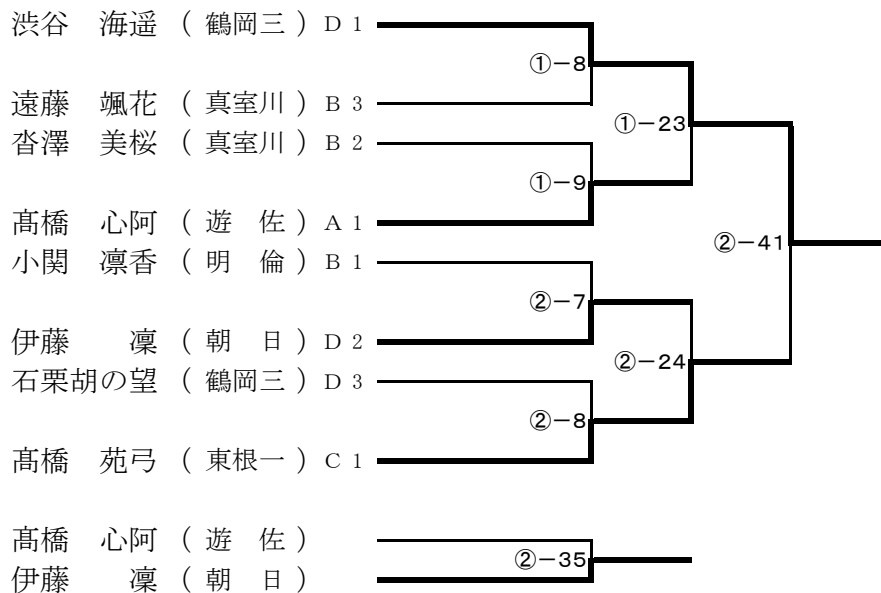 渋谷　海遥 （ 鶴岡三 ） D 1
①－8
遠藤　颯花 （ 真室川 ） B 3
①－23
沓澤　美桜 （ 真室川 ） B 2
①－9
髙橋　心阿 （ 遊　佐 ） A 1
②－41
小関　凛香 （ 明　倫 ） B 1
②－7
伊藤　　凜 （ 朝　日 ） D 2
②－24
石栗胡の望 （ 鶴岡三 ） D 3
②－8
髙橋　苑弓 （ 東根一 ） C 1
髙橋　心阿 （ 遊　佐 ）
②－35
伊藤　　凜 （ 朝　日 ）